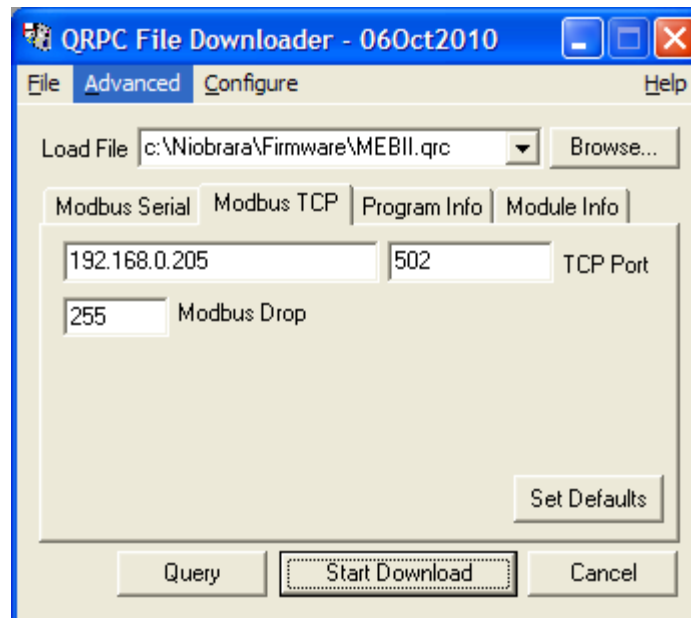 QRPC File Downloader - 06Oct2010
File Advanced Configure Help
Load File c:\Niobrara\Firmware\MEBII.qrc Browse...
Modbus Serial Modbus TCP Program Info Module Info
192.168.0.205 502 TCP Port
255 Modbus Drop
Set Defaults
Query Start Download Cancel